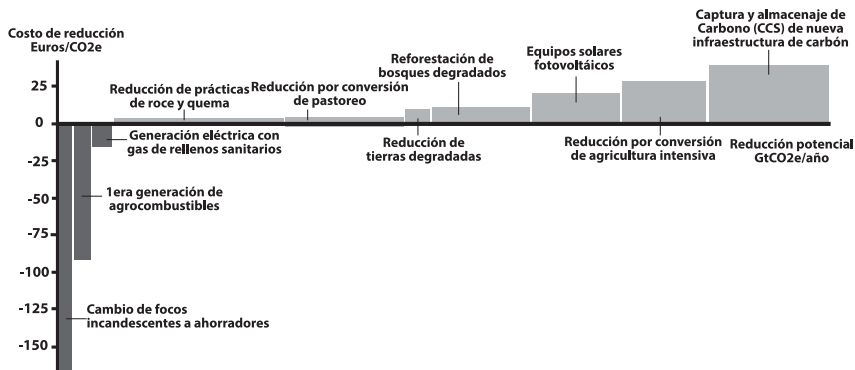 Costo de reducción
Euros/CO2e
25
0
-25
-50
-75
-100
-125
-150
Cambio de focos
incandescentes a ahorradores
1era generación de
agrocombustibles
Generación eléctrica con
gas de rellenos sanitarios
Reducción de prácticas
de roce y quema
Reducción por conversión
de pastoreo
Reducción de
tierras degradadas
Reforestación de
bosques degradados
Equipos solares
fotovoltáicos
Reducción por conversión
de agricultura intensiva
Captura y almacenaje de
Carbono (CCS) de nueva
infraestructura de carbón
Reducción potencial
GtCO2e/año